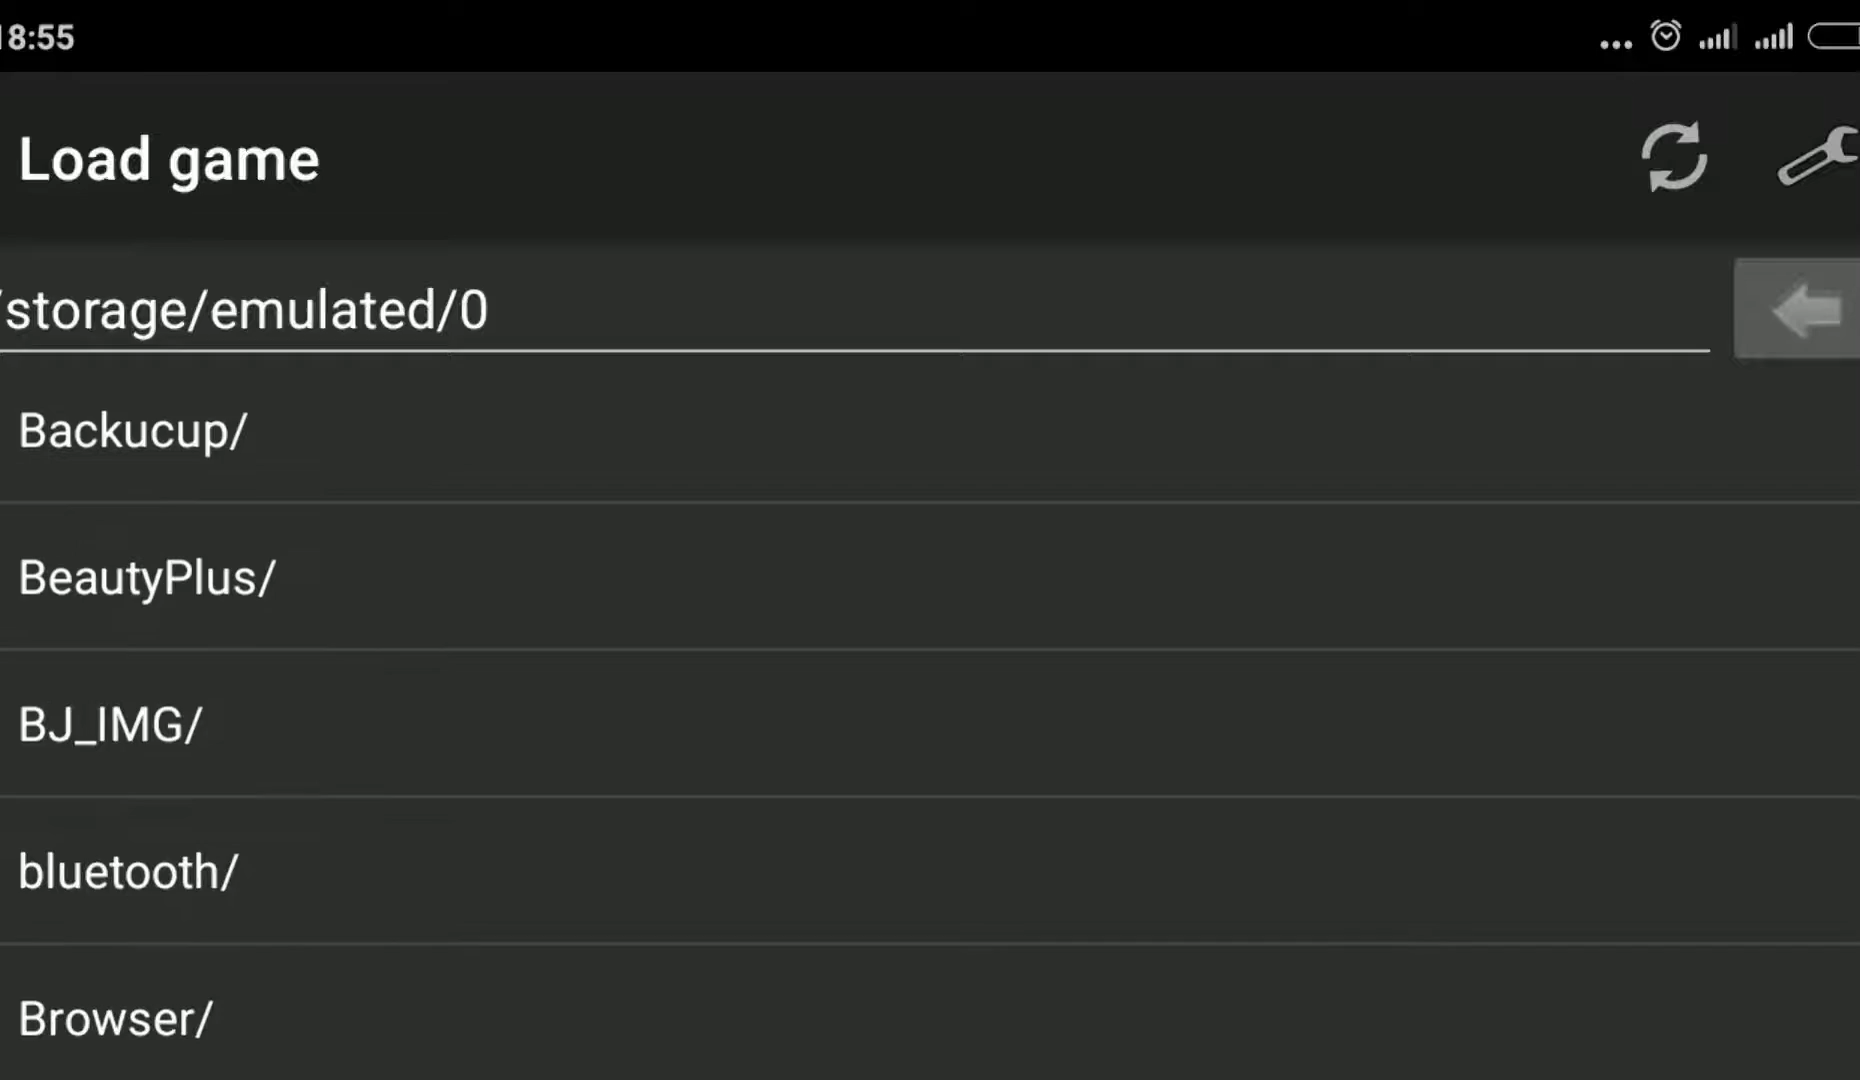 18:55
Load game
/storage/emulated/0
Backucup/
BeautyPlus/
BJ_IMG/
bluetooth/
Browser/